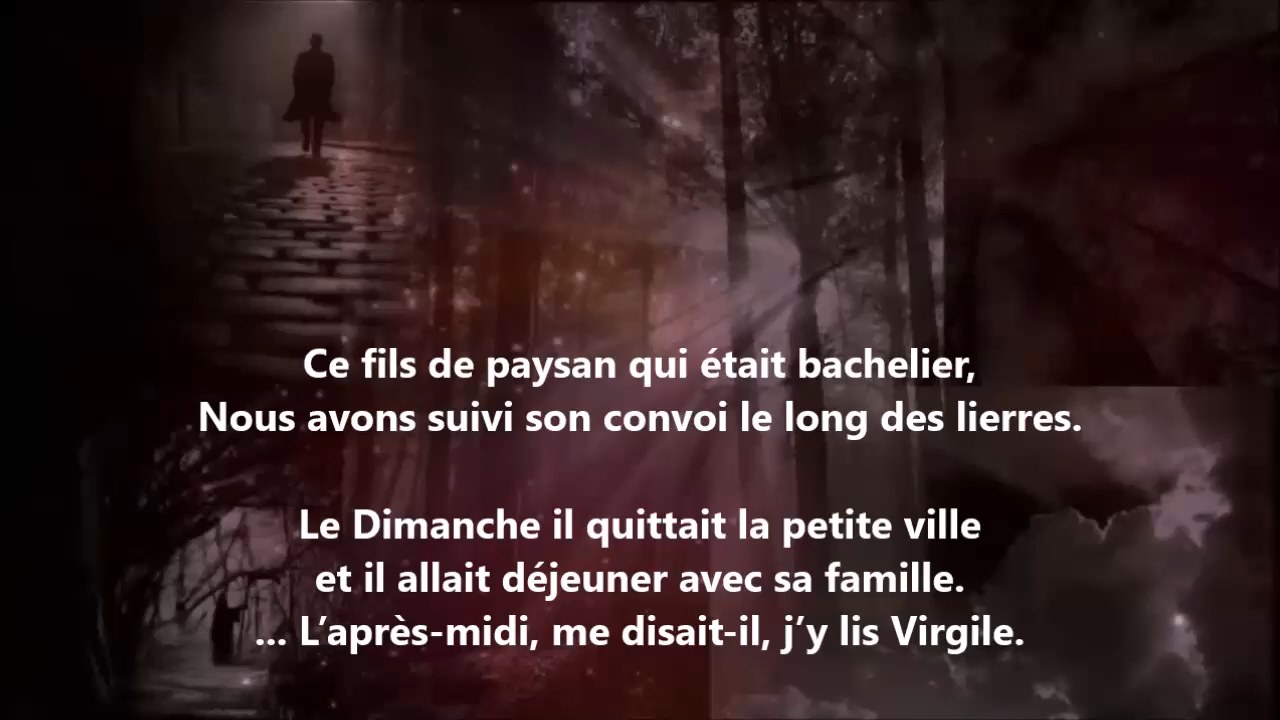 Ce fils de paysan qui était bachelier,
Nous avons suivi son convoi le long des lierres.
Le Dimanche il quittait la petite ville
et il allait déjeuner avec sa famille.
... L’après-midi, me disait-il, j’y lis Virgile.